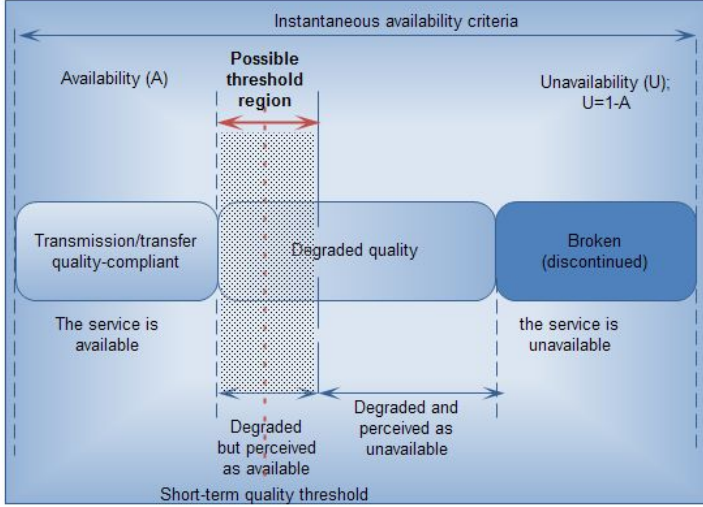 Instantaneous availability criteria
Availability (A)
Possible
threshold
region
Unavailability (U);
U=1-A
Transmission/transfer
quality-compliant
Degraded quality
Broken
(discontinued)
The service is
available
the service is
unavailable
Degraded
but perceived
as available
Degraded and
perceived as
unavailable
Short-term quality threshold